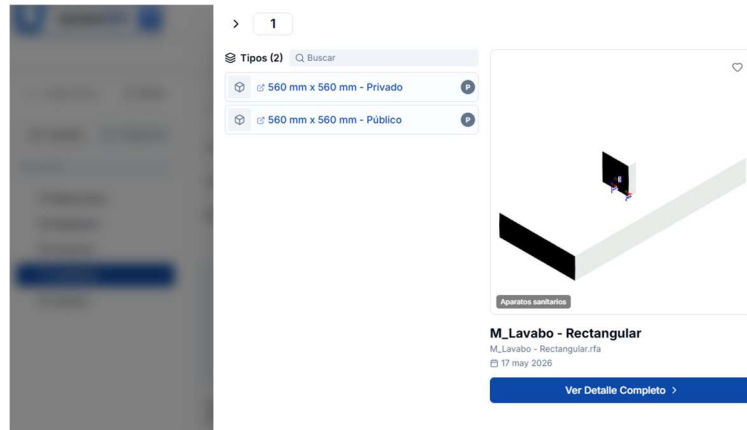 1
Tipos (2)
Buscar
560 mm x 560 mm - Privado
P
560 mm x 560 mm - Público
P
Aparatos sanitarios
M_Lavabo - Rectangular
M_Lavabo - Rectangular.rfa
17 may 2026
Ver Detalle Completo